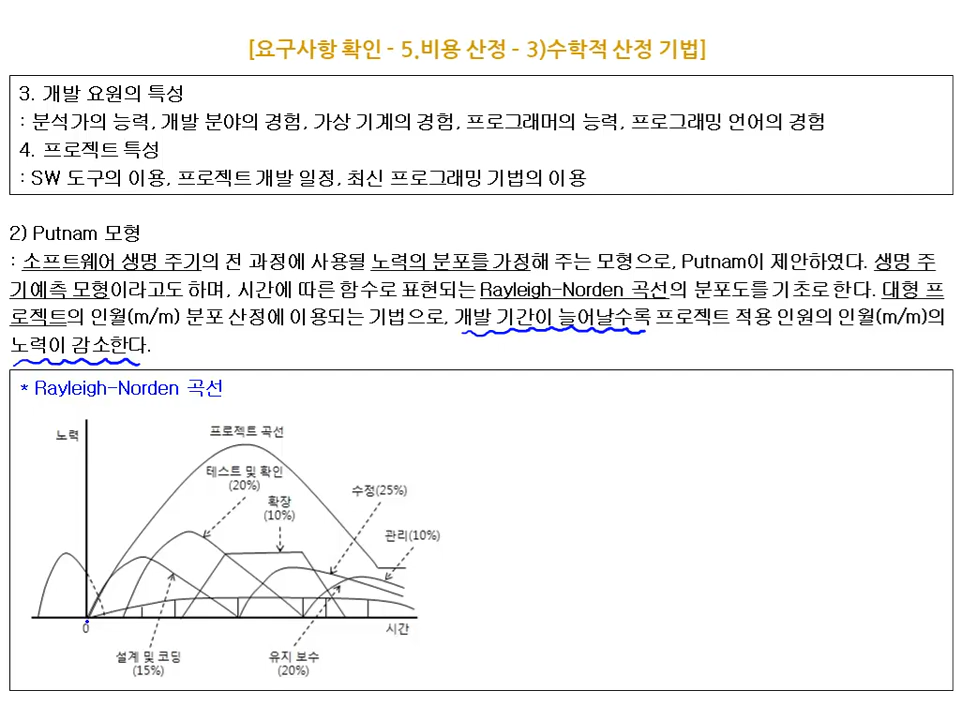 [요구사항 확인 - 5.비용 산정 - 3)수학적 산정 기법]
3. 개발 요원의 특성
: 분석가의 능력, 개발 분야의 경험, 가상 기계의 경험, 프로그래머의 능력, 프로그래밍 언어의 경험
4. 프로젝트 특성
: SW 도구의 이용, 프로젝트 개발 일정, 최신 프로그래밍 기법의 이용
2) Putnam 모형
: 소프트웨어 생명 주기의 전 과정에 사용될 노력의 분포를 가정해 주는 모형으로, Putnam이 제안하였다. 생명 주
기예측 모형이라고도 하며, 시간에 따른 함수로 표현되는 Rayleigh-Norden 곡선의 분포도를 기초로 한다. 대형 프
로젝트의 인월(m/m) 분포 산정에 이용되는 기법으로, 개발 기간이 늘어날수록 프로젝트 적용 인원의 인월(m/m)의
노력이 감소한다.
* Rayleigh-Norden 곡선
노력
프로젝트 곡선
테스트 및 확인
(20%)
확장
(10%)
수정(25%)
관리(10%)
0
시간
설계 및 코딩
(15%)
유지 보수
(20%)